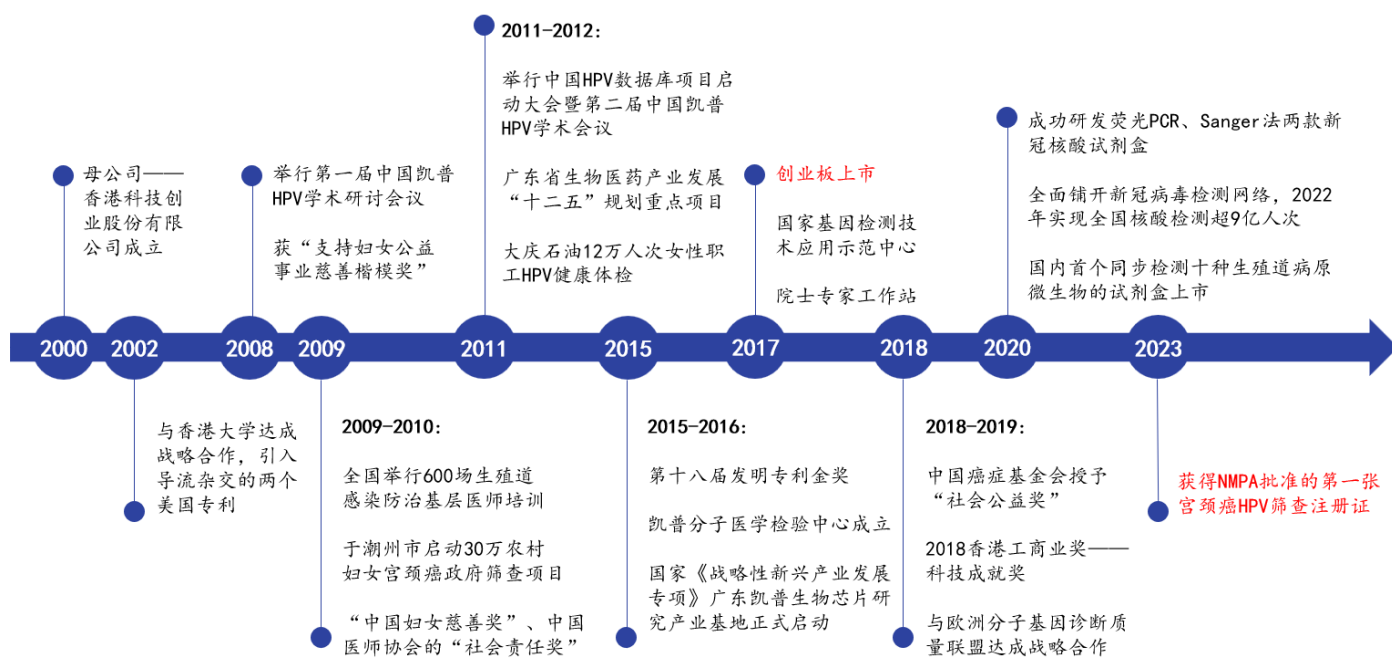 2011-2012：
举行中国HPV数据库项目启
动大会暨第二届中国凯普
HPV学术会议
广东省生物医药产业发展
“十二五”规划重点项目
大庆石油12万人次女性职
工HPV健康体检
母公司——
香港科技创
业股份有限
公司成立
举行第一届中国凯普
HPV学术研讨会议
获“支持妇女公益
事业慈善楷模奖”
创业板上市
国家基因检测技
术应用示范中心
院士专家工作站
成功研发荧光PCR、Sanger法两款新
冠核酸试剂盒
全面铺开新冠病毒检测网络，2022
年实现全国核酸检测超9亿人次
国内首个同步检测十种生殖道病原
微生物的试剂盒上市
2000
2002
2008
2009
2011
2015
2017
2018
2020
2023
与香港大学达成
战略合作，引入
导流杂交的两个
美国专利
2009-2010：
全国举行600场生殖道
感染防治基层医师培训
于潮州市启动30万农村
妇女宫颈癌政府筛查项目
“中国妇女慈善奖”、中国
医师协会的“社会责任奖”
2015-2016：
第十八届发明专利金奖
凯普分子医学检验中心成立
国家《战略性新兴产业发展
专项》广东凯普生物芯片研
究产业基地正式启动
2018-2019：
中国癌症基金会授予
“社会公益奖”
2018香港工商业奖——
科技成就奖
与欧洲分子基因诊断质
量联盟达成战略合作
获得NMPA批准的第一张
宫颈癌HPV筛查注册证